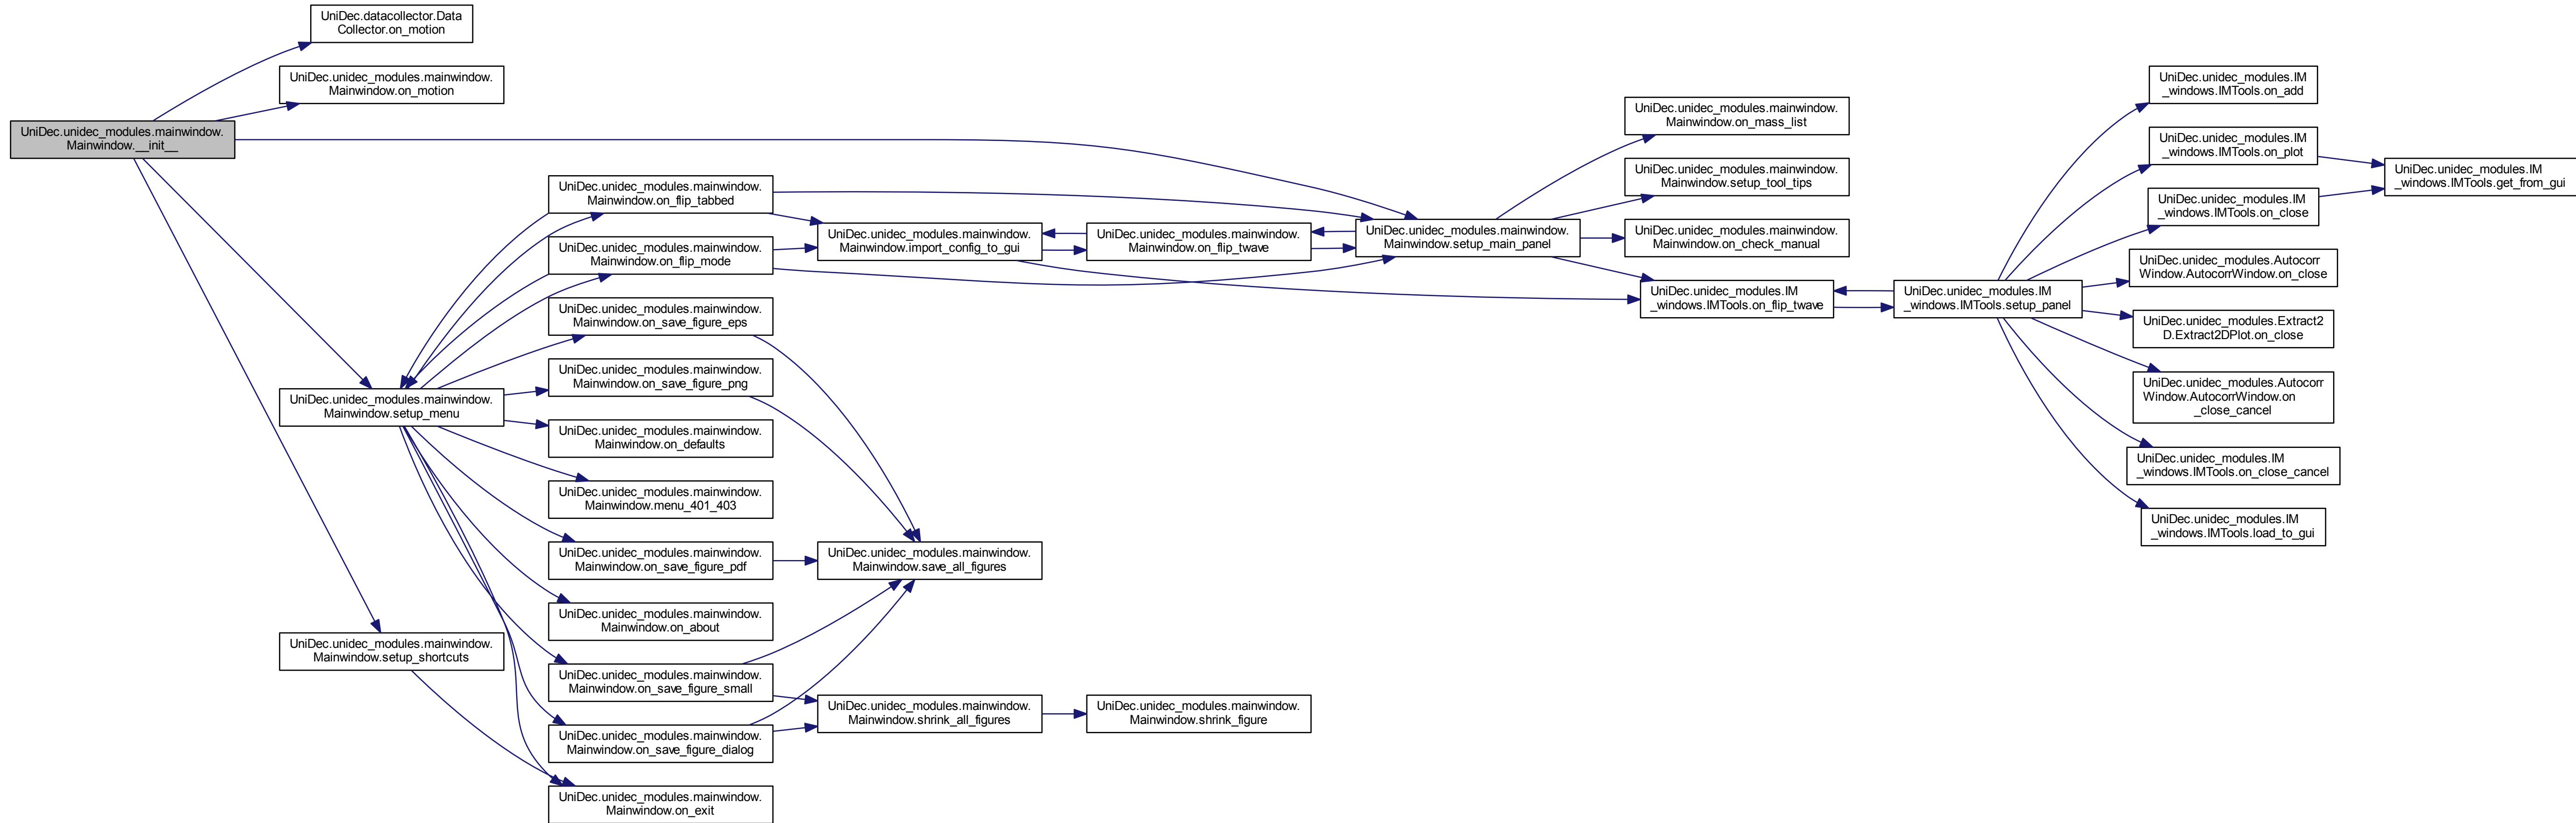 UniDec.datacollector.Data
Collector.on_motion
UniDec.unidec_modules.mainwindow.
Mainwindow.on_motion
UniDec.unidec_modules.mainwindow.
Mainwindow.__init__
UniDec.unidec_modules.mainwindow.
Mainwindow.setup_menu
UniDec.unidec_modules.mainwindow.
Mainwindow.setup_shortcuts
UniDec.unidec_modules.mainwindow.
Mainwindow.on_flip_tabbed
UniDec.unidec_modules.mainwindow.
Mainwindow.on_flip_mode
UniDec.unidec_modules.mainwindow.
Mainwindow.on_save_figure_eps
UniDec.unidec_modules.mainwindow.
Mainwindow.on_save_figure_png
UniDec.unidec_modules.mainwindow.
Mainwindow.on_defaults
UniDec.unidec_modules.mainwindow.
Mainwindow.menu_401_403
UniDec.unidec_modules.mainwindow.
Mainwindow.on_save_figure_pdf
UniDec.unidec_modules.mainwindow.
Mainwindow.on_about
UniDec.unidec_modules.mainwindow.
Mainwindow.on_save_figure_small
UniDec.unidec_modules.mainwindow.
Mainwindow.on_save_figure_dialog
UniDec.unidec_modules.mainwindow.
Mainwindow.on_exit
UniDec.unidec_modules.mainwindow.
Mainwindow.import_config_to_gui
UniDec.unidec_modules.mainwindow.
Mainwindow.save_all_figures
UniDec.unidec_modules.mainwindow.
Mainwindow.shrink_all_figures
UniDec.unidec_modules.mainwindow.
Mainwindow.on_flip_twave
UniDec.unidec_modules.mainwindow.
Mainwindow.shrink_figure
UniDec.unidec_modules.mainwindow.
Mainwindow.setup_main_panel
UniDec.unidec_modules.mainwindow.
Mainwindow.on_mass_list
UniDec.unidec_modules.mainwindow.
Mainwindow.setup_tool_tips
UniDec.unidec_modules.mainwindow.
Mainwindow.on_check_manual
UniDec.unidec_modules.IM
_windows.IMTools.on_flip_twave
UniDec.unidec_modules.IM
_windows.IMTools.setup_panel
UniDec.unidec_modules.IM
_windows.IMTools.on_add
UniDec.unidec_modules.IM
_windows.IMTools.on_plot
UniDec.unidec_modules.IM
_windows.IMTools.on_close
UniDec.unidec_modules.Autocorr
Window.AutocorrWindow.on_close
UniDec.unidec_modules.Extract2
D.Extract2DPlot.on_close
UniDec.unidec_modules.Autocorr
Window.AutocorrWindow.on
_close_cancel
UniDec.unidec_modules.IM
_windows.IMTools.on_close_cancel
UniDec.unidec_modules.IM
_windows.IMTools.load_to_gui
UniDec.unidec_modules.IM
_windows.IMTools.get_from_gui